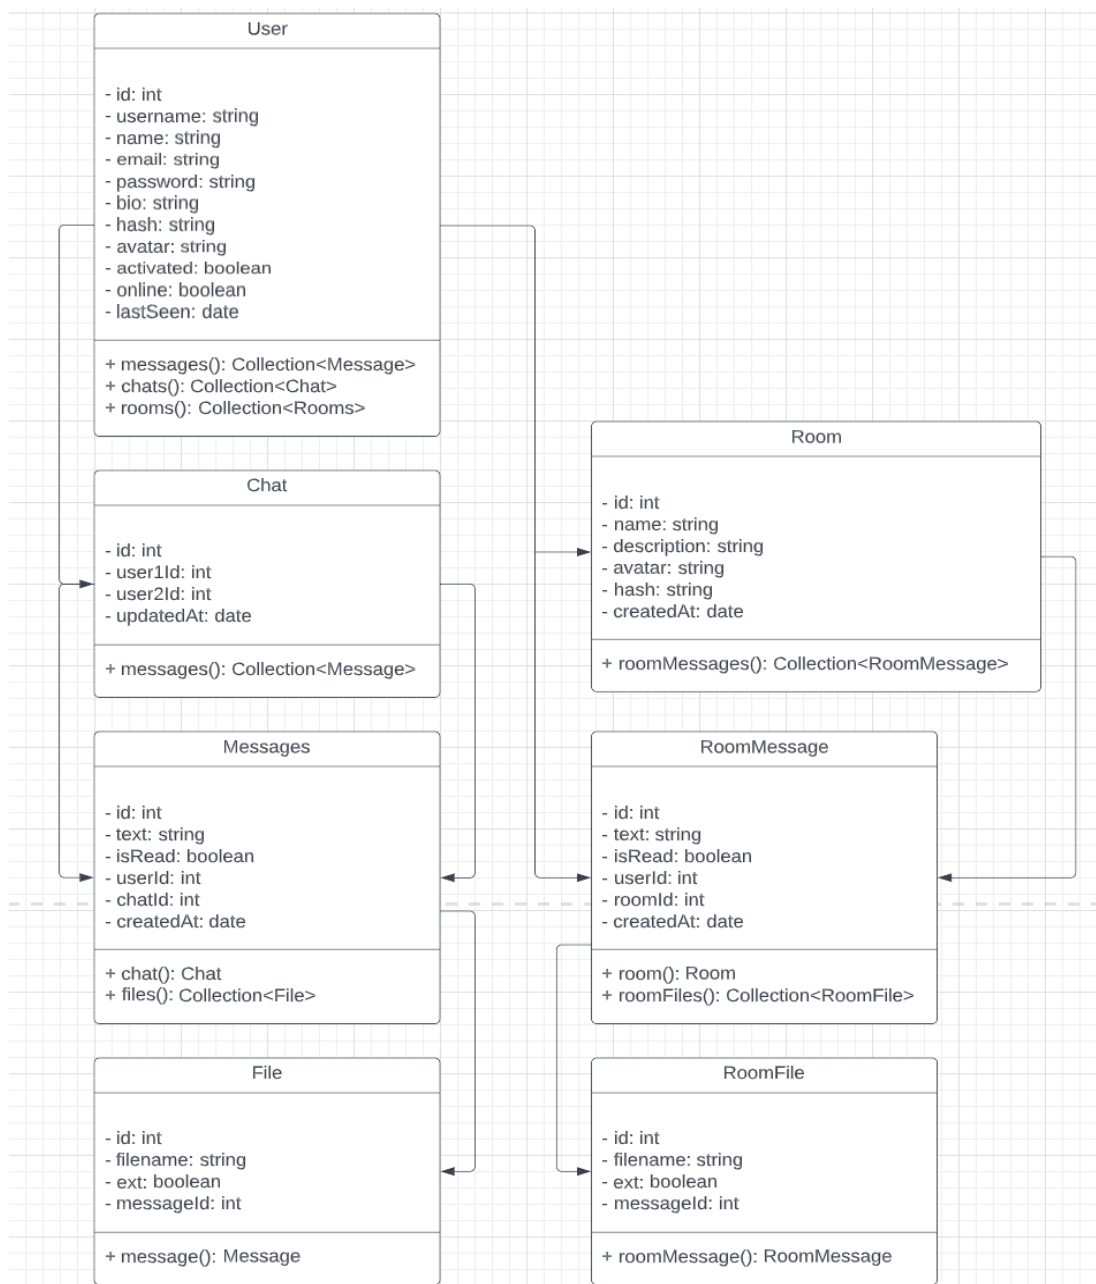 User
- id: int
- username: string
- name: string
- email: string
- password: string
- bio: string
- hash: string
- avatar: string
- activated: boolean
- online: boolean
- lastSeen: date
+ messages(): Collection<Message>
+ chats(): Collection<Chat>
+ rooms(): Collection<Rooms>
Chat
- id: int
- user1Id: int
- user2Id: int
- updatedAt: date
+ messages(): Collection<Message>
Room
- id: int
- name: string
- description: string
- avatar: string
- hash: string
- createdAt: date
+ roomMessages(): Collection<RoomMessage>
Messages
- id: int
- text: string
- isRead: boolean
- userId: int
- chatId: int
- createdAt: date
+ chat(): Chat
+ files(): Collection<File>
RoomMessage
- id: int
- text: string
- isRead: boolean
- userId: int
- roomId: int
- createdAt: date
+ room(): Room
+ roomFiles(): Collection<RoomFile>
File
- id: int
- filename: string
- ext: boolean
- messageId: int
+ message(): Message
RoomFile
- id: int
- filename: string
- ext: boolean
- messageId: int
+ roomMessage(): RoomMessage